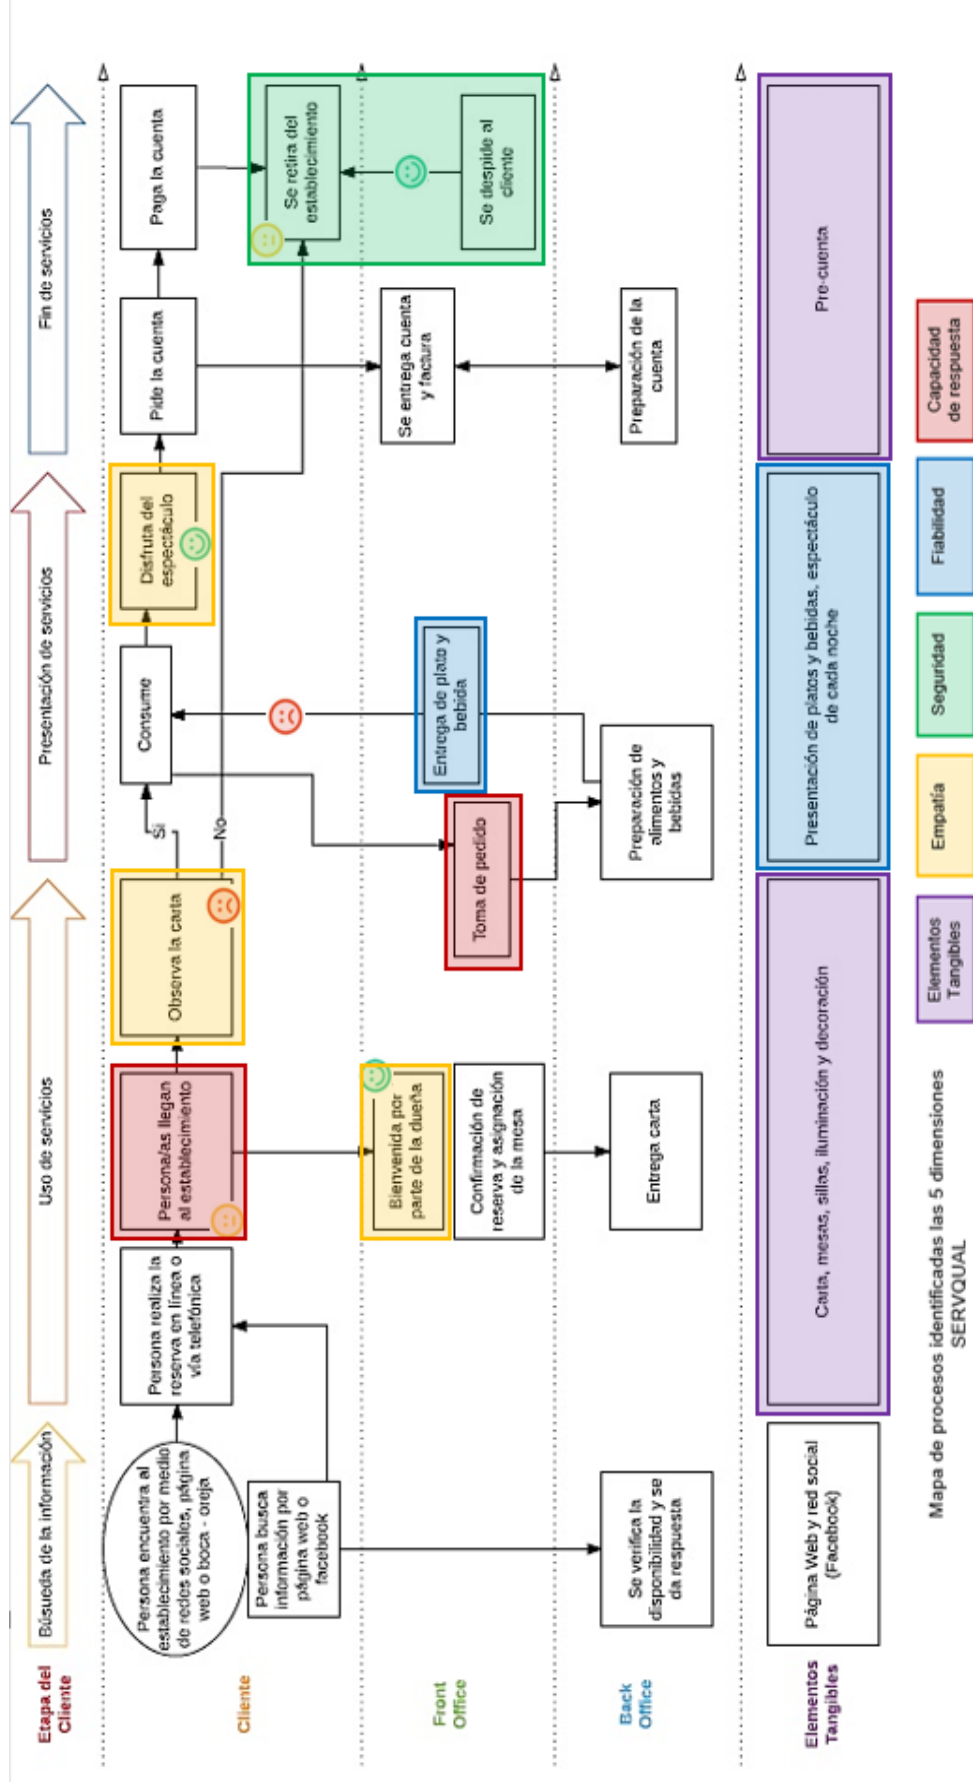 Etapa del
Cliente
Búsueda de la información
Uso de servicios
Presentación de servicios
Fin de servicios
Cliente
Persona encuentra al
establecimiento por medio
de redes sociales, página
web o boca - oreja
Persona busca
información por
página web o
facebook
Persona realiza la
reserva en línea o
vía telefónica
Persona/as llegan
al establecimiento
Observa la carta
Si
No
Consume
Disfruta del
espectáculo
Pide la cuenta
Paga la cuenta
Se retira del
establecimiento
Front
Office
Bienvenida por
parte de la dueña
Confirmación de
reserva y asignación
de la mesa
Toma de pedido
Entrega de plato y
bebida
Se entrega cuenta
y factura
Se despide al
cliente
Back
Office
Se verifica la
disponibilidad y se
da respuesta
Entrega carta
Preparación de
alimentos y
bebidas
Preparación de la
cuenta
Elementos
Tangibles
Página Web y red social
(Facebook)
Carta, mesas, sillas, iluminación y decoración
Presentación de platos y bebidas, espectáculo
de cada noche
Pre-cuenta
Mapa de procesos identificadas las 5 dimensiones
SERVQUAL
Elementos
Tangibles
Empatía
Seguridad
Fiabilidad
Capacidad
de respuesta